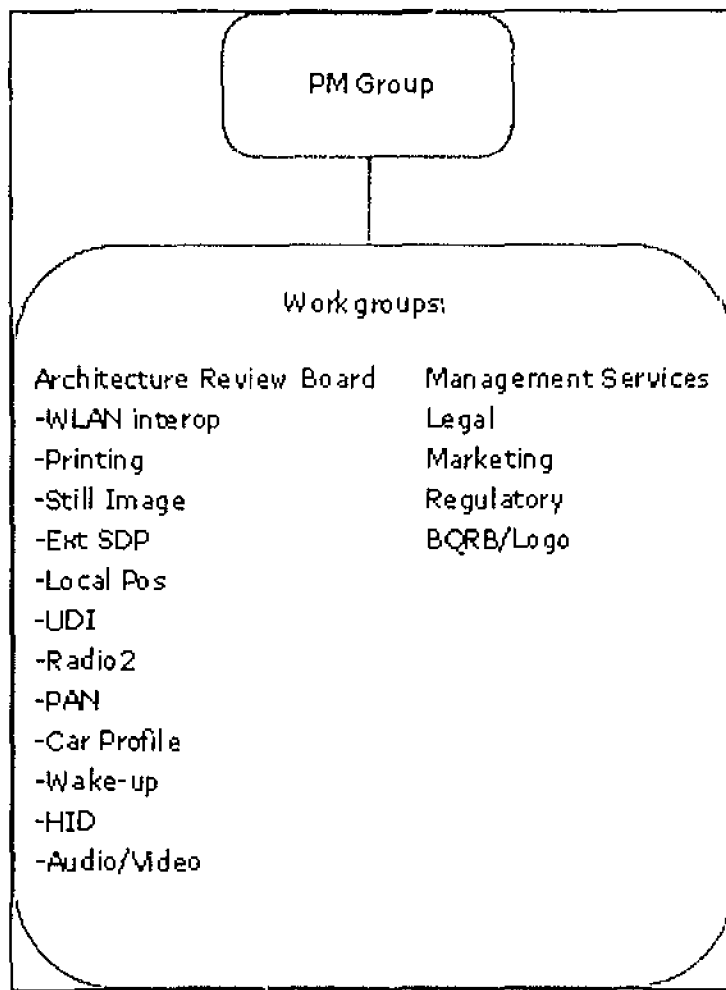 PM Group
Workgroups:
Architecture Review Board
-WLAN interop
-Printing
-Still Image
-Ext SDP
-Local Pos
-UDI
-Radio2
-PAN
-Car Profile
-Wake-up
-HID
-Audio/Video
Management Services
Legal
Marketing
Regulatory
BQRB/Logo